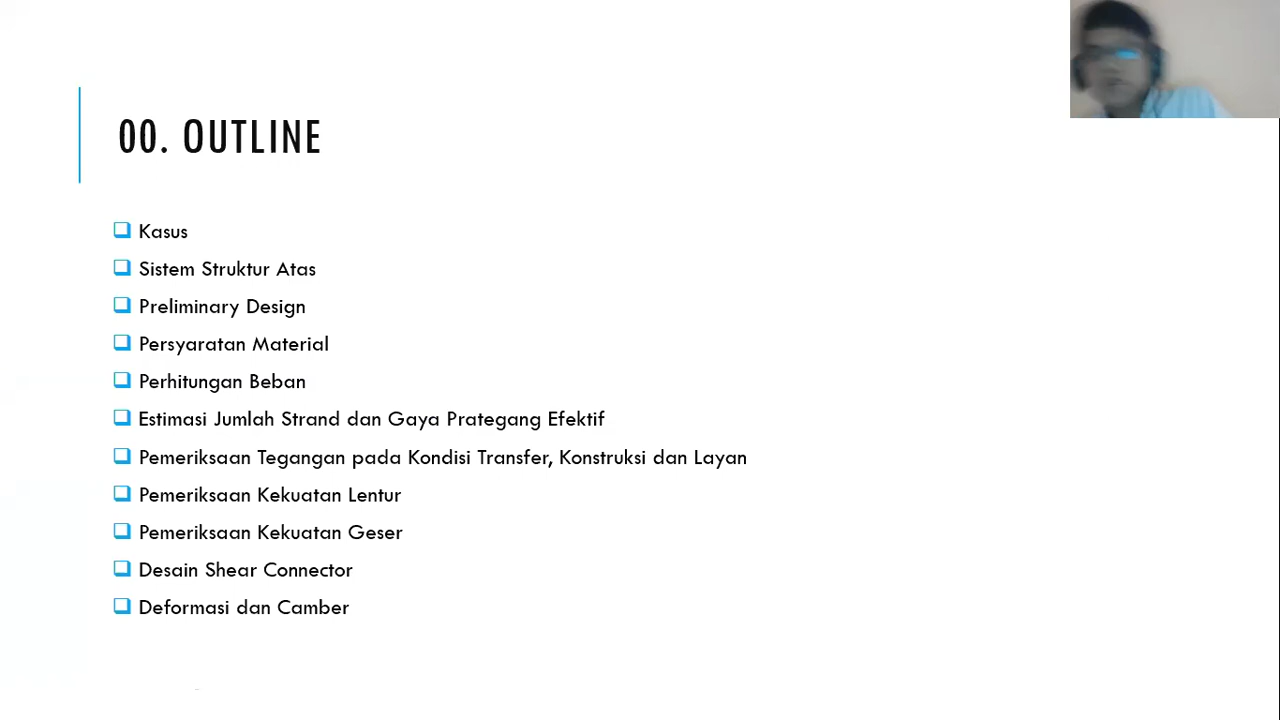 00. OUTLINE
Kasus
Sistem Struktur Atas
Preliminary Design
Persyaratan Material
Perhitungan Beban
Estimasi Jumlah Strand dan Gaya Prategang Efektif
Pemeriksaan Tegangan pada Kondisi Transfer, Konstruksi dan Layan
Pemeriksaan Kekuatan Lentur
Pemeriksaan Kekuatan Geser
Desain Shear Connector
Deformasi dan Camber